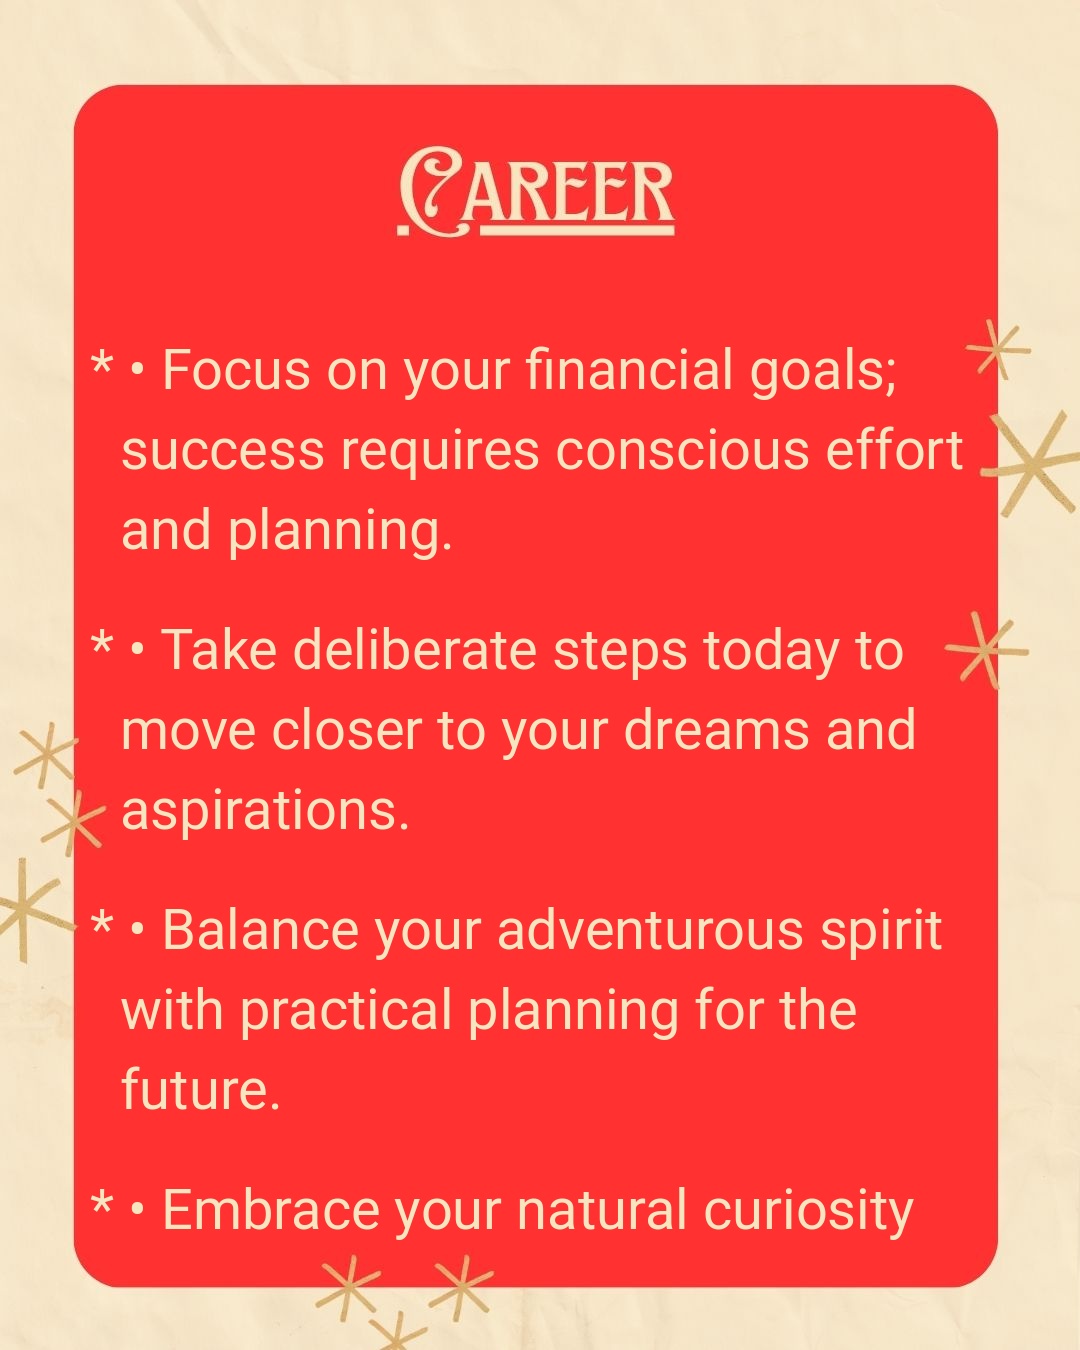 Career
* • Focus on your financial goals;
success requires conscious effort
and planning.
* • Take deliberate steps today to
move closer to your dreams and
aspirations.
* • Balance your adventurous spirit
with practical planning for the
future.
* • Embrace your natural curiosity